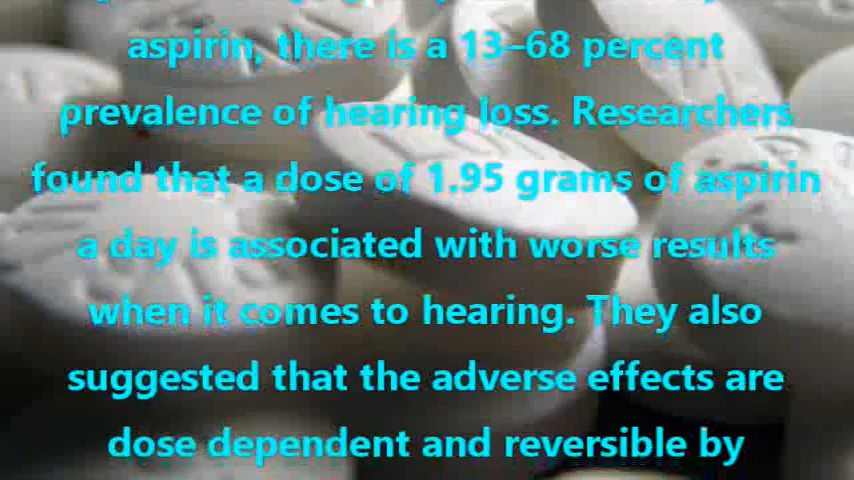 aspirin, there is a 13–68 percent
prevalence of hearing loss. Researchers
found that a dose of 1.95 grams of aspirin
a day is associated with worse results
when it comes to hearing. They also
suggested that the adverse effects are
dose dependent and reversible by